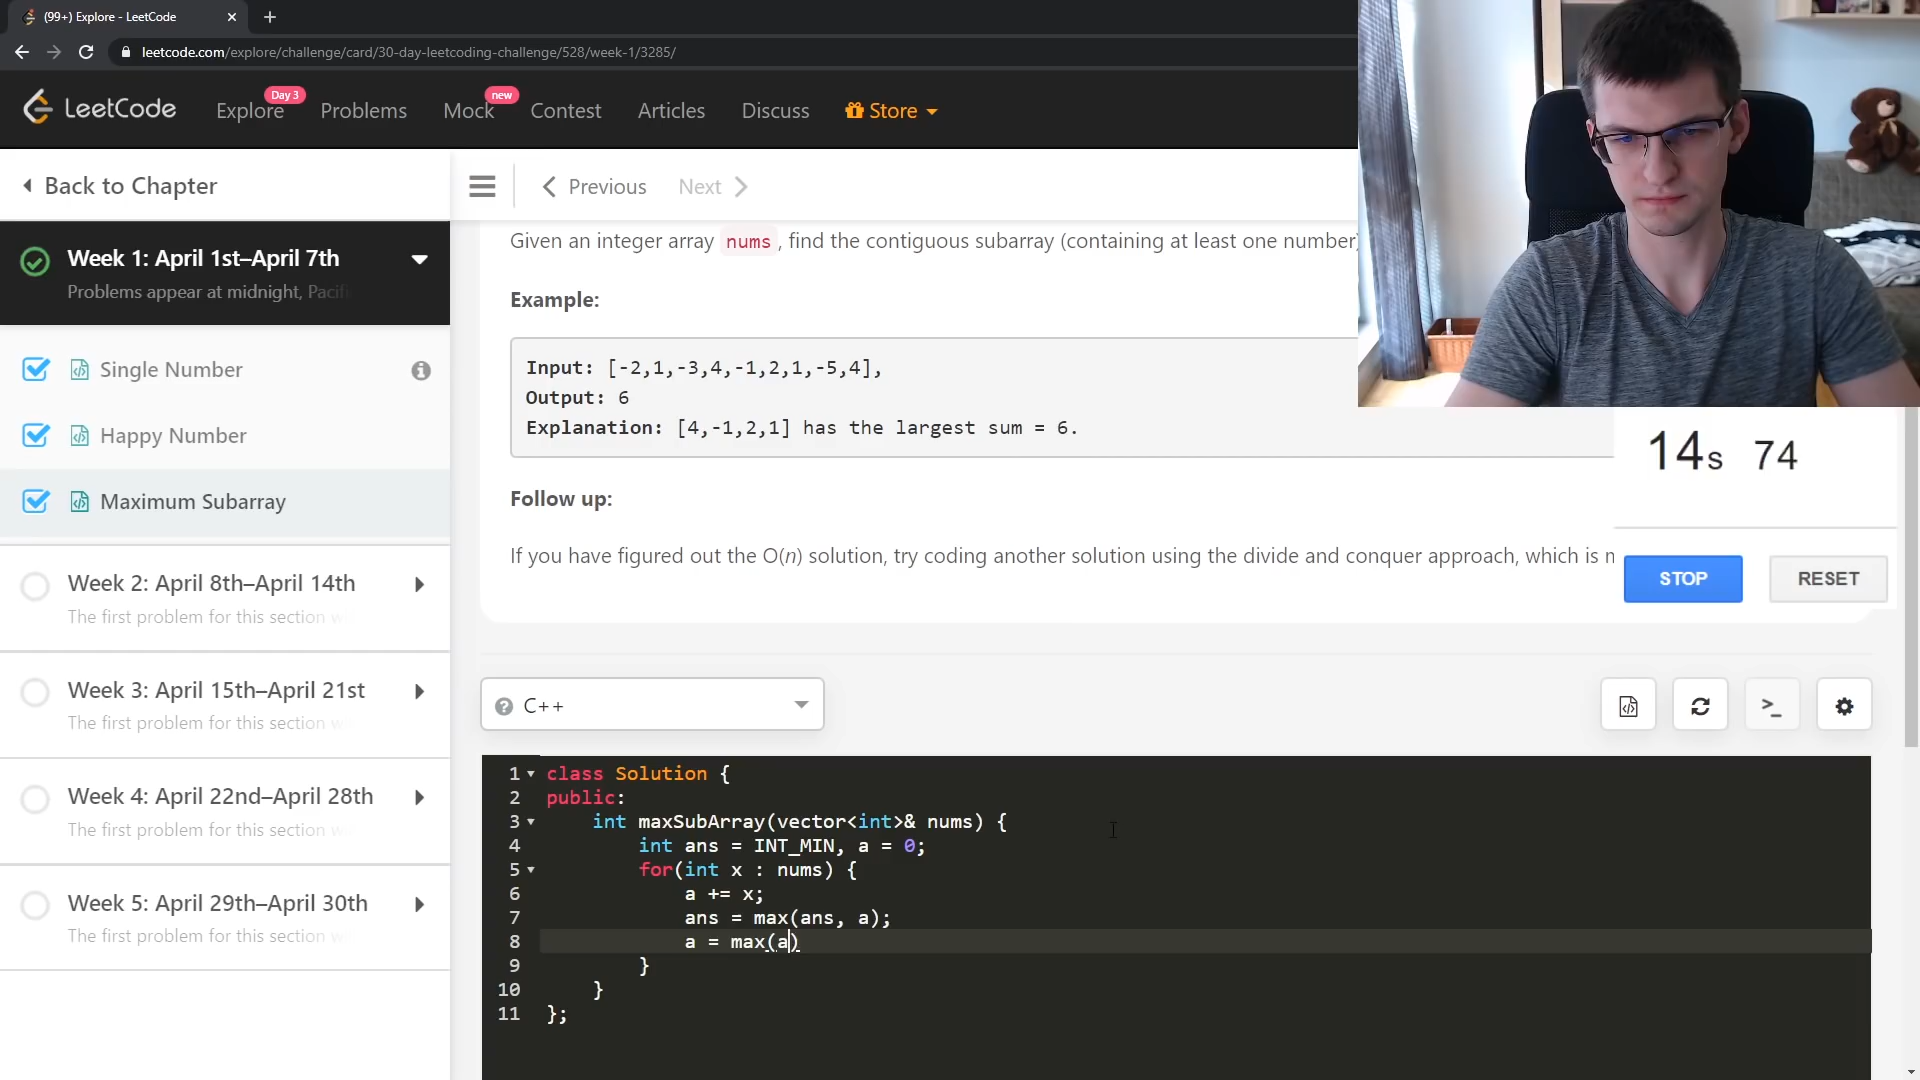 (99+) Explore - LeetCode
leetcode.com/explore/challenge/card/30-day-leetcoding-challenge/528/week-1/3285/
LeetCode
Explore
Day 3
Problems
Mock
new
Contest
Articles
Discuss
Store
Back to Chapter
Previous
Next
Week 1: April 1st–April 7th
Problems appear at midnight, Pacifi
Single Number
Happy Number
Maximum Subarray
Week 2: April 8th–April 14th
The first problem for this section w
Week 3: April 15th–April 21st
The first problem for this section w
Week 4: April 22nd–April 28th
The first problem for this section w
Week 5: April 29th–April 30th
The first problem for this section w
Given an integer array nums , find the contiguous subarray (containing at least one number)
Example:
Input: [-2,1,-3,4,-1,2,1,-5,4],
Output: 6
Explanation: [4,-1,2,1] has the largest sum = 6.
Follow up:
If you have figured out the O(n) solution, try coding another solution using the divide and conquer approach, which is
14s 74
STOP
RESET
C++
1 class Solution {
2 public:
3 int maxSubArray(vector<int>& nums) {
4 int ans = INT_MIN, a = 0;
5 for(int x : nums) {
6 a += x;
7 ans = max(ans, a);
8 a = max(a)
9 }
10 }
11 };